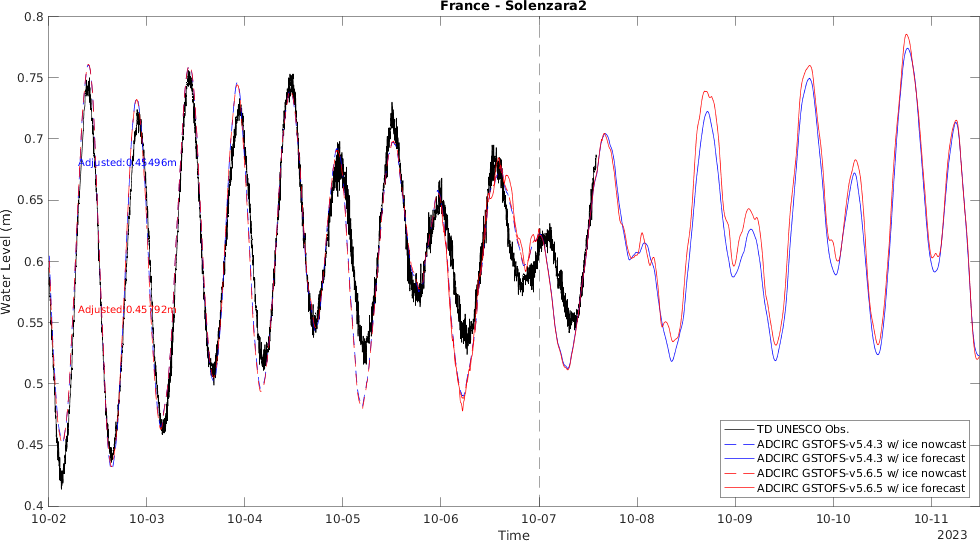 France - Solenzara2
0.8
0.75
0.7
0.65
0.6
0.55
0.5
0.45
0.4
Water Level (m)
Adjusted:0.45496m
Adjusted:0.45792m
TD UNESCO Obs.
ADCIRC GSTOFS-v5.4.3 w/ ice nowcast
ADCIRC GSTOFS-v5.4.3 w/ ice forecast
ADCIRC GSTOFS-v5.6.5 w/ ice nowcast
ADCIRC GSTOFS-v5.6.5 w/ ice forecast
10-02 10-03 10-04 10-05 10-06 10-07 10-08 10-09 10-10 10-11
Time
2023